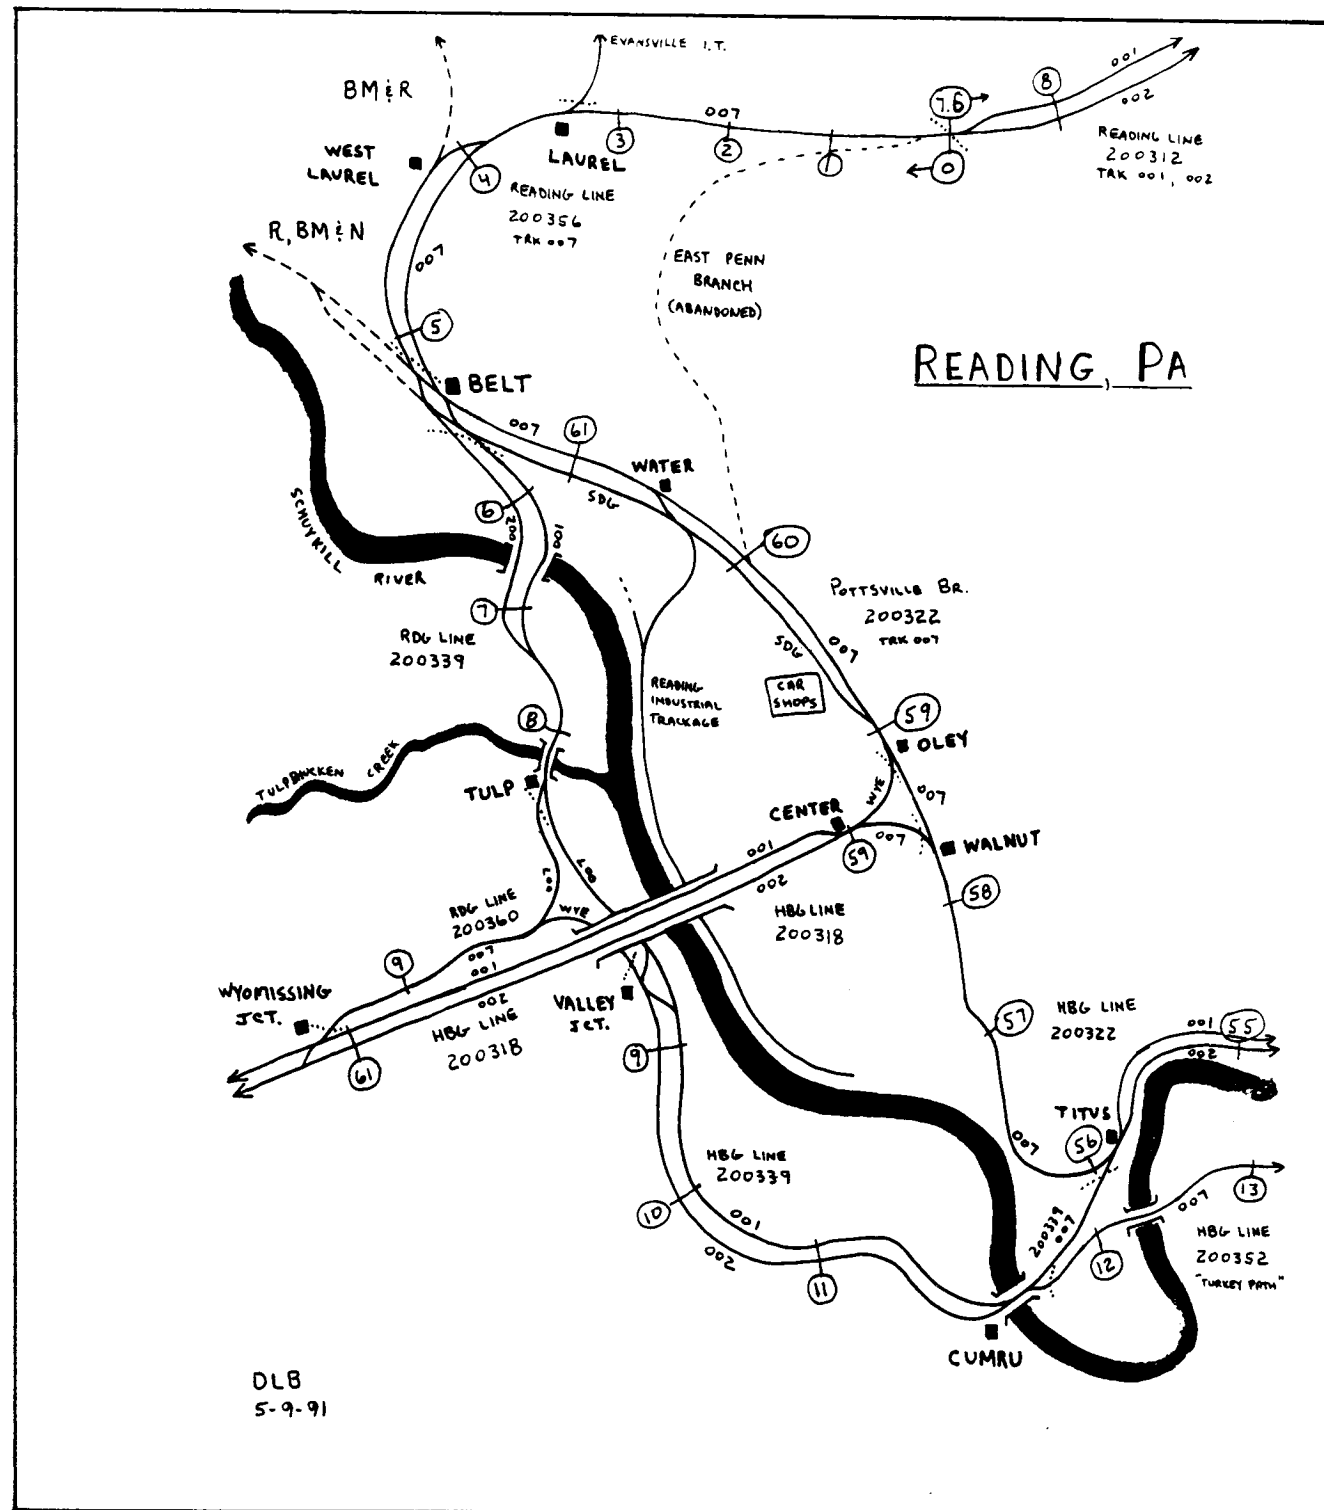 EVANSVILLE I.T.
001
8
7.6
002
BM&R
007
READING LINE
200312
TRK 001, 002
WEST
LAUREL
LAUREL
3
2
1
0
4
READING LINE
200356
TRK 007
R, BM&N
007
EAST PENN
BRANCH
(ABANDONED)
5
READING, PA
BELT
007
61
WATER
SDG
6
002
001
60
SCHUYKILL
RIVER
POTTSVILLE BR.
200322
TRK 007
7
RDG LINE
200339
SDG
007
READING
INDUSTRIAL
TRACKAGE
CAR
SHOPS
59
OLEY
8
TULPEHOCKEN
CREEK
TULP
WYE
007
CENTER
007
WALNUT
59
001
002
007
007
58
RDG LINE
200360
WYE
HBG LINE
200318
007
001
002
9
WYOMISSING
JCT.
HBG LINE
200318
VALLEY
JCT.
61
9
57
HBG LINE
200322
001
55
002
TITUS
007
56
HBG LINE
200339
10
001
002
11
200339
007
12
007
13
HBG LINE
200352
"TURKEY PATH"
CUMRU
DLB
5-9-91